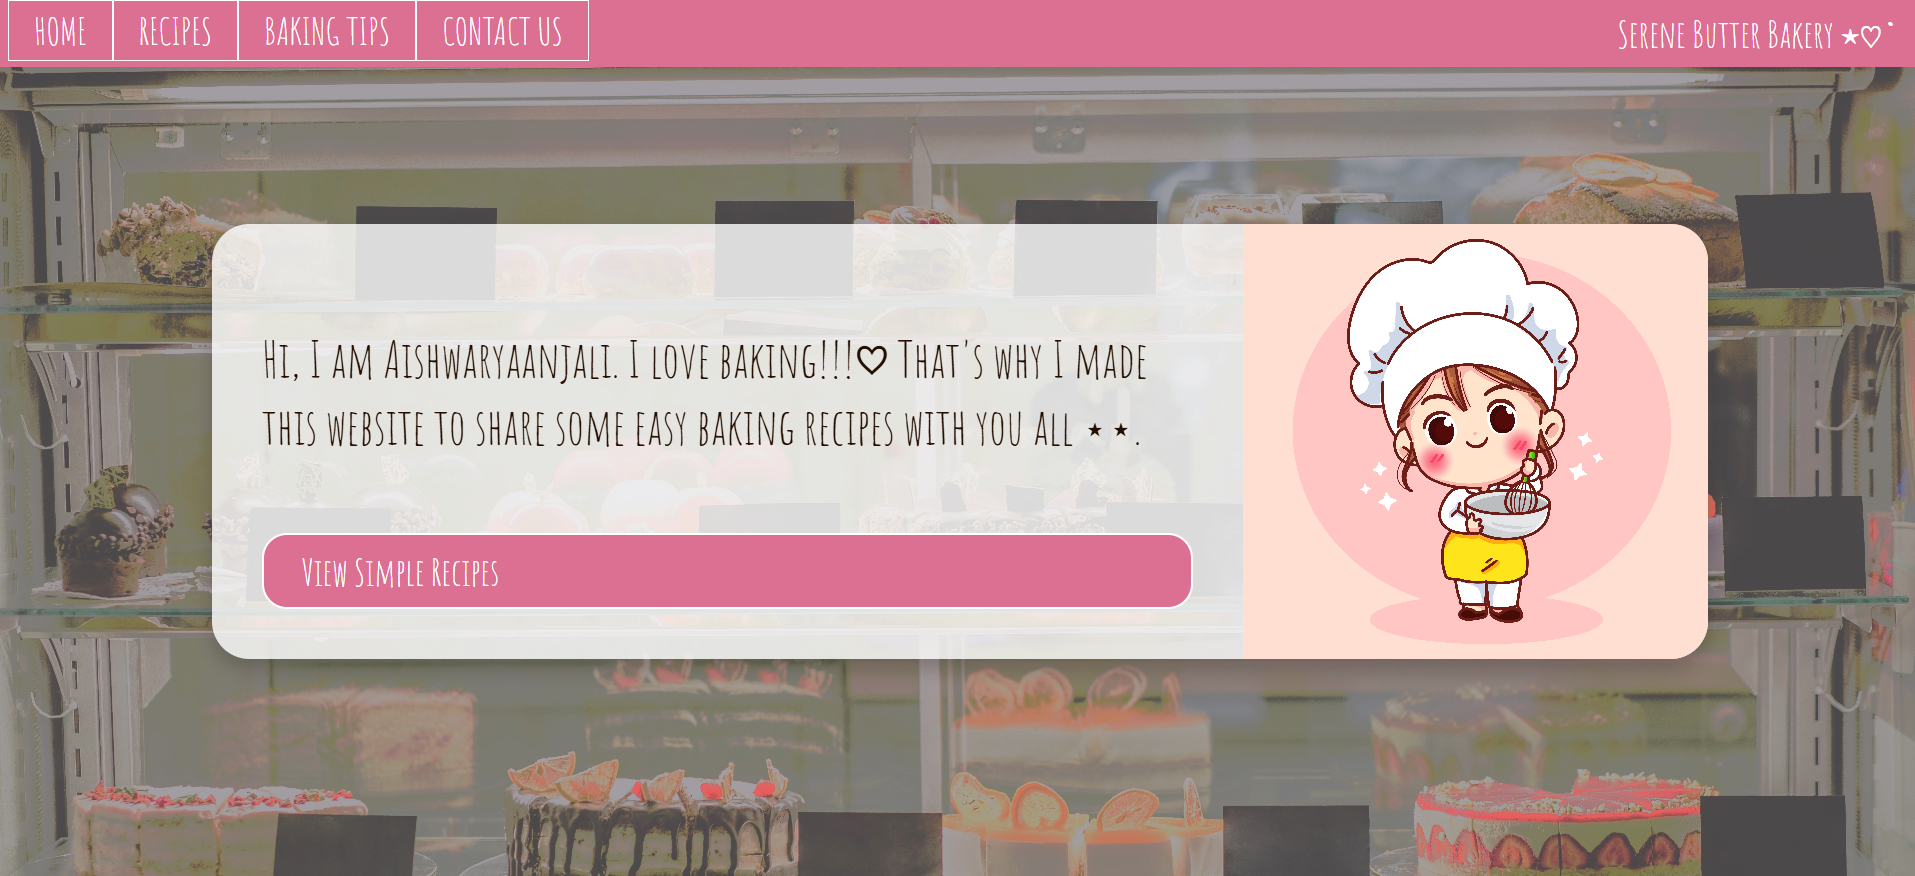 HOME
RECIPES
BAKING TIPS
CONTACT US
Serene Butter Bakery ⋆♡˚
Hi, I am Aishwaryaanjali. I love baking!!!♡ That's why I made
this website to share some easy baking recipes with you all ⋆⋆.
View Simple Recipes